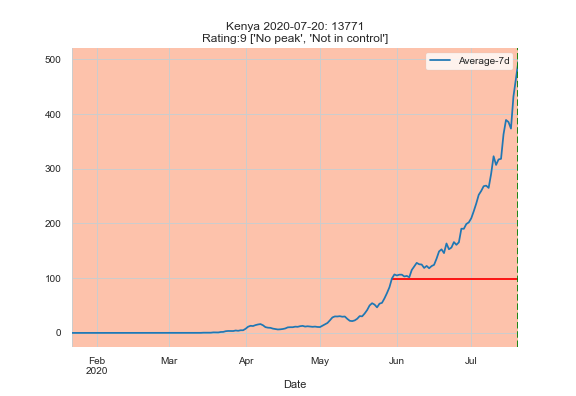 Kenya 2020-07-20: 13771
Rating:9 ['No peak', 'Not in control']
Average-7d
500
400
300
200
100
0
Feb
2020
Mar
Apr
May
Jun
Jul
Date